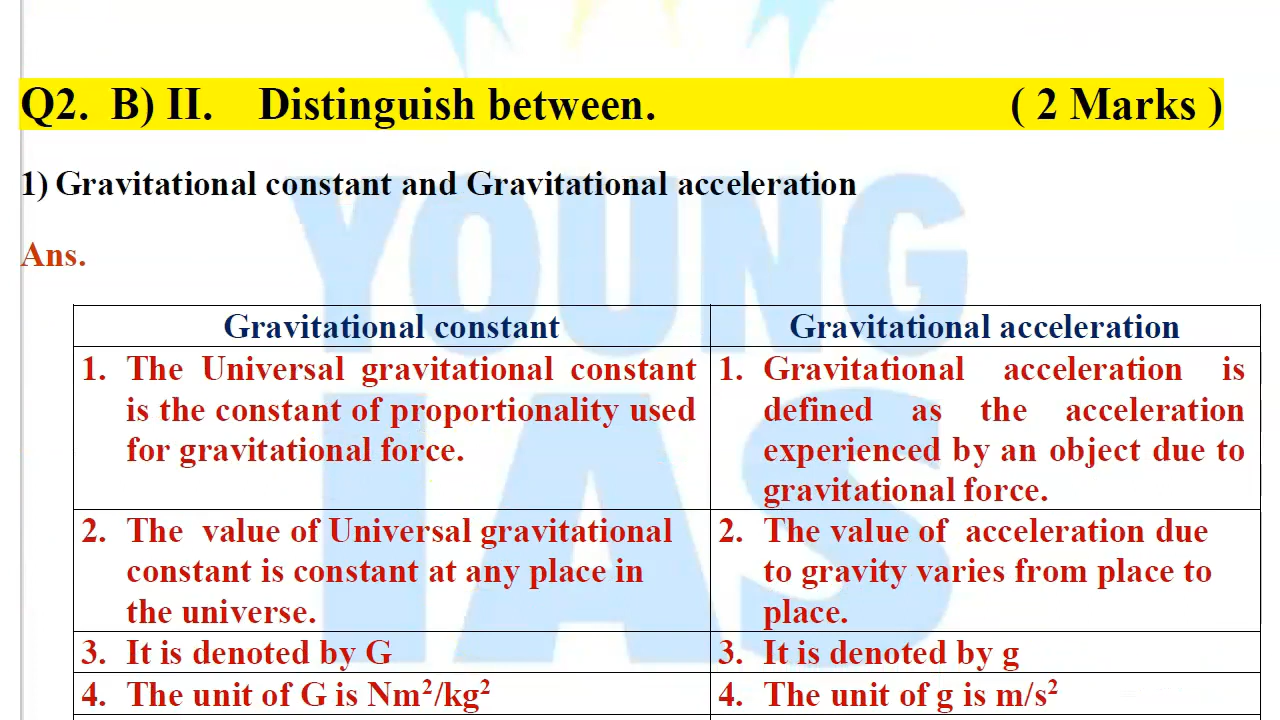 Q2. B) II. Distinguish between. ( 2 Marks )
1) Gravitational constant and Gravitational acceleration
Ans.
Gravitational constant
Gravitational acceleration
1. The Universal gravitational constant
is the constant of proportionality used
for gravitational force.
1. Gravitational acceleration is
defined as the acceleration
experienced by an object due to
gravitational force.
2. The value of Universal gravitational
constant is constant at any place in
the universe.
2. The value of acceleration due
to gravity varies from place to
place.
3. It is denoted by G
3. It is denoted by g
4. The unit of G is Nm²/kg²
4. The unit of g is m/s²
YOUNG
IAS